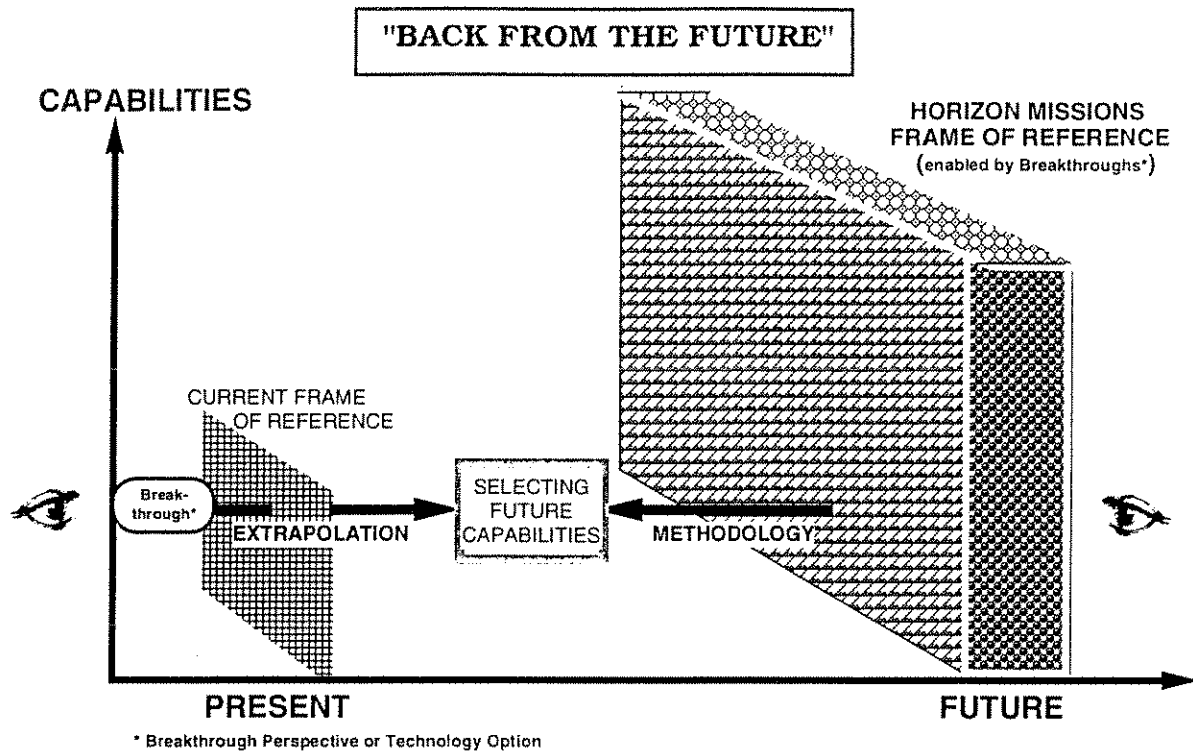 "BACK FROM THE FUTURE"
CAPABILITIES
HORIZON MISSIONS
FRAME OF REFERENCE
(enabled by Breakthroughs*)
CURRENT FRAME
OF REFERENCE
Break-
through*
EXTRAPOLATION
SELECTING
FUTURE
CAPABILITIES
METHODOLOGY
PRESENT
FUTURE
* Breakthrough Perspective or Technology Option